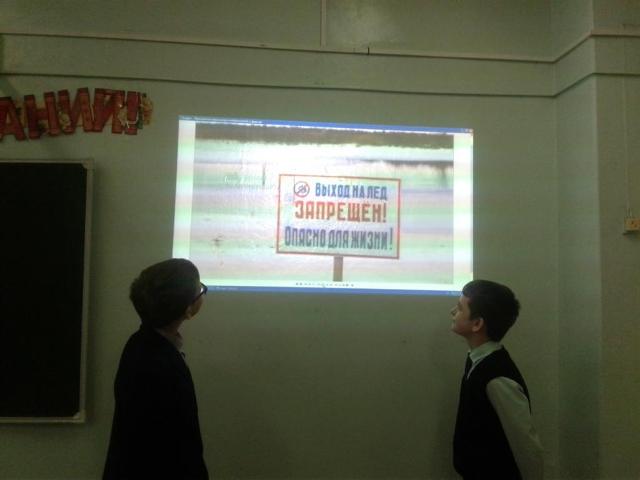 АНИЙ!
ВЫХОД НА ЛЕД
ЗАПРЕЩЕН!
ОПАСНО ДЛЯ ЖИЗНИ!